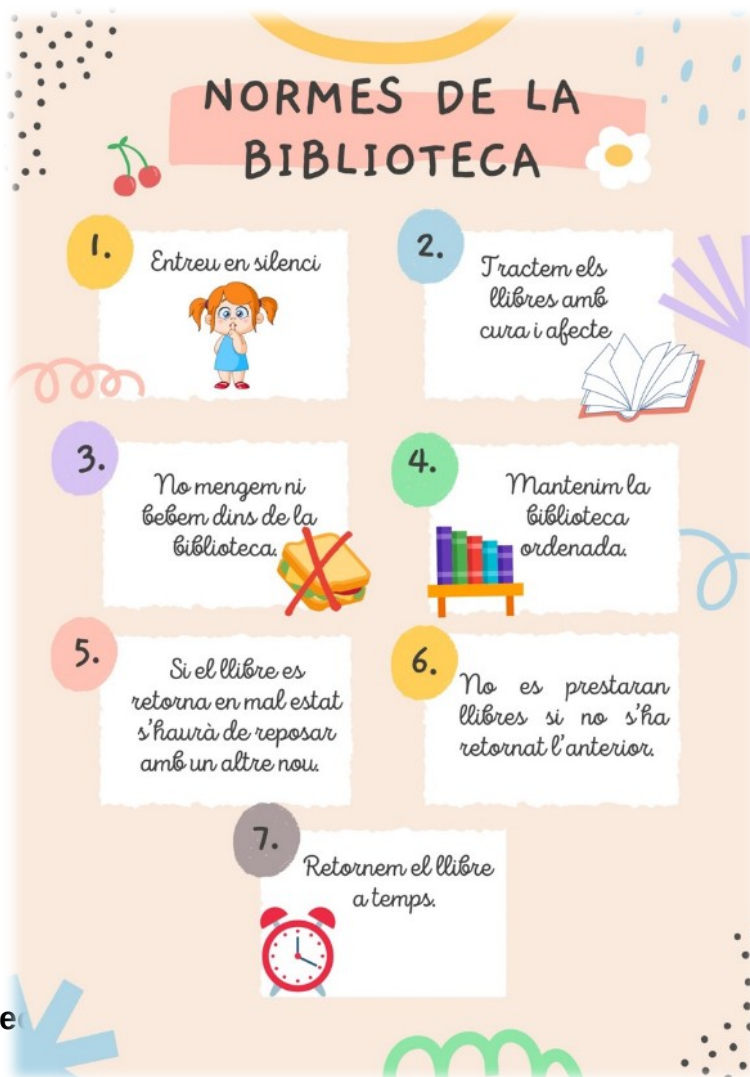 NORMES DE LA
BIBLIOTECA
1.
Entreu en silenci
2.
Tractem els
llibres amb
cura i afecte
3.
No mengem ni
bebem dins de la
biblioteca.
4.
Mantenim la
biblioteca
ordenada.
5.
Si el llibre es
retorna en mal estat
s'haurà de reposar
amb un altre nou.
6.
No es prestaran
llibres si no s'ha
retornat l'anterior.
7.
Retornem el llibre
a temps.